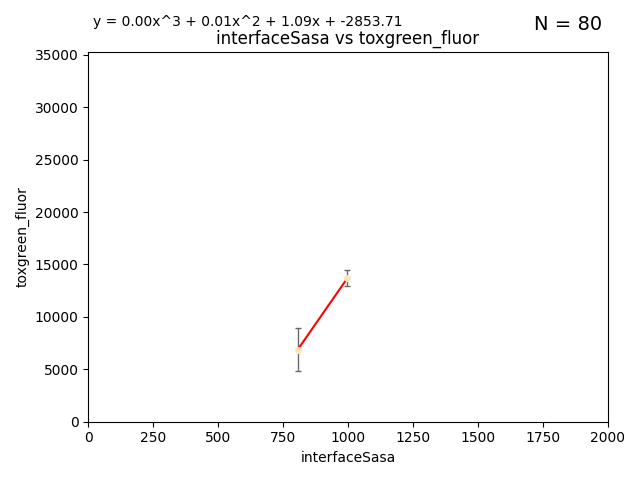 y = 0.00x^3 + 0.01x^2 + 1.09x + -2853.71
N = 80
interfaceSasa vs toxgreen_fluor
35000
30000
25000
20000
15000
10000
5000
0
toxgreen_fluor
0 250 500 750 1000 1250 1500 1750 2000
interfaceSasa